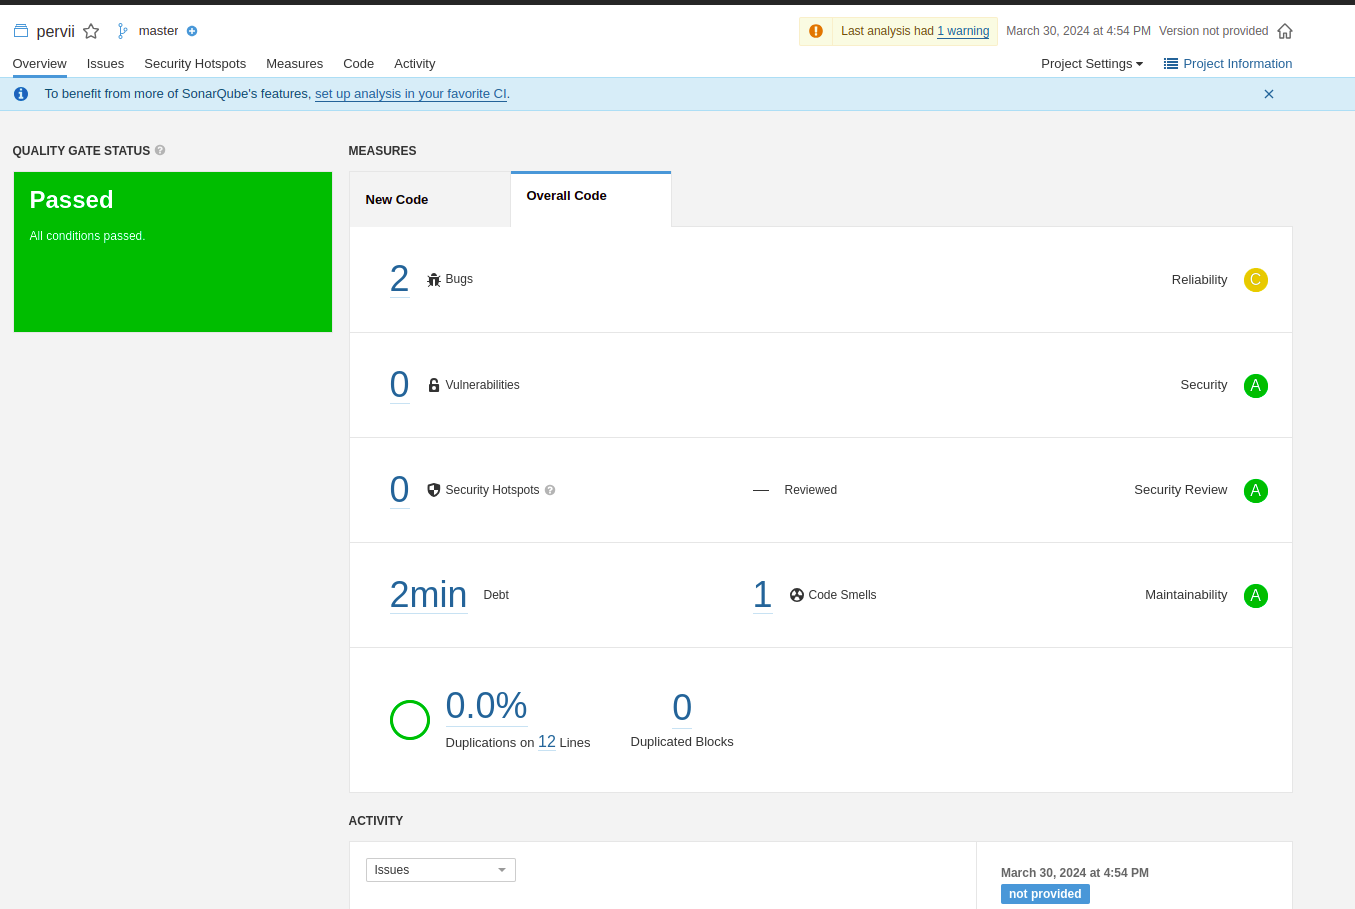 pervii master
Last analysis had 1 warning March 30, 2024 at 4:54 PM Version not provided
Overview Issues Security Hotspots Measures Code Activity
Project Settings Project Information
To benefit from more of SonarQube's features, set up analysis in your favorite CI.
QUALITY GATE STATUS
Passed
All conditions passed.
MEASURES
New Code
Overall Code
2 Bugs Reliability C
0 Vulnerabilities Security A
0 Security Hotspots — Reviewed Security Review A
2min Debt 1 Code Smells Maintainability A
0.0%
Duplications on 12 Lines
0
Duplicated Blocks
ACTIVITY
Issues
March 30, 2024 at 4:54 PM
not provided